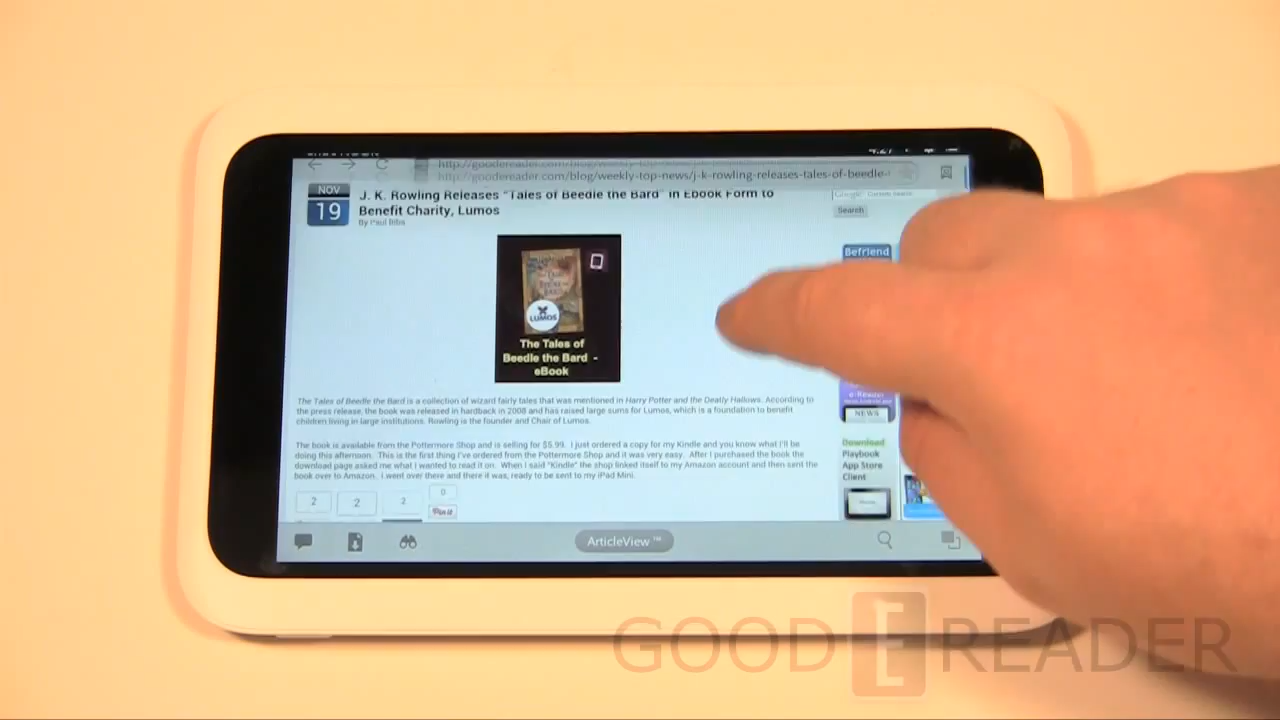 4:27
http://goodereader.com/blog/weekly-top-news/j-k-rowling-releases-tales-of-beedle-
NOV
19
J. K. Rowling Releases "Tales of Beedle the Bard" in Ebook Form to
Benefit Charity, Lumos
By Paul Biba
Search
Befriend
LUMOS
The Tales of
Beedle the Bard -
eBook
The Tales of Beedle the Bard is a collection of wizard fairly tales that was mentioned in Harry Potter and the Deatly Hallows. According to
the press release, the book was released in hardback in 2008 and has raised large sums for Lumos, which is a foundation to benefit
children living in large institutions. Rowling is the founder and Chair of Lumos.
The book is available from the Pottermore Shop and is selling for $5.99. I just ordered a copy for my Kindle and you know what I'll be
doing this afternoon. This is the first thing I've ordered from the Pottermore Shop and it was very easy. After I purchased the book the
download page asked me what I wanted to read it on. When I said "Kindle" the shop linked itself to my Amazon account and then sent the
book over to Amazon. I went over there and there it was, ready to be sent to my iPad Mini.
e-Reader
NEWS
Download
Playbook
App Store
Client
2
2
2
0
Pin it
ArticleView ™
GOOD E READER